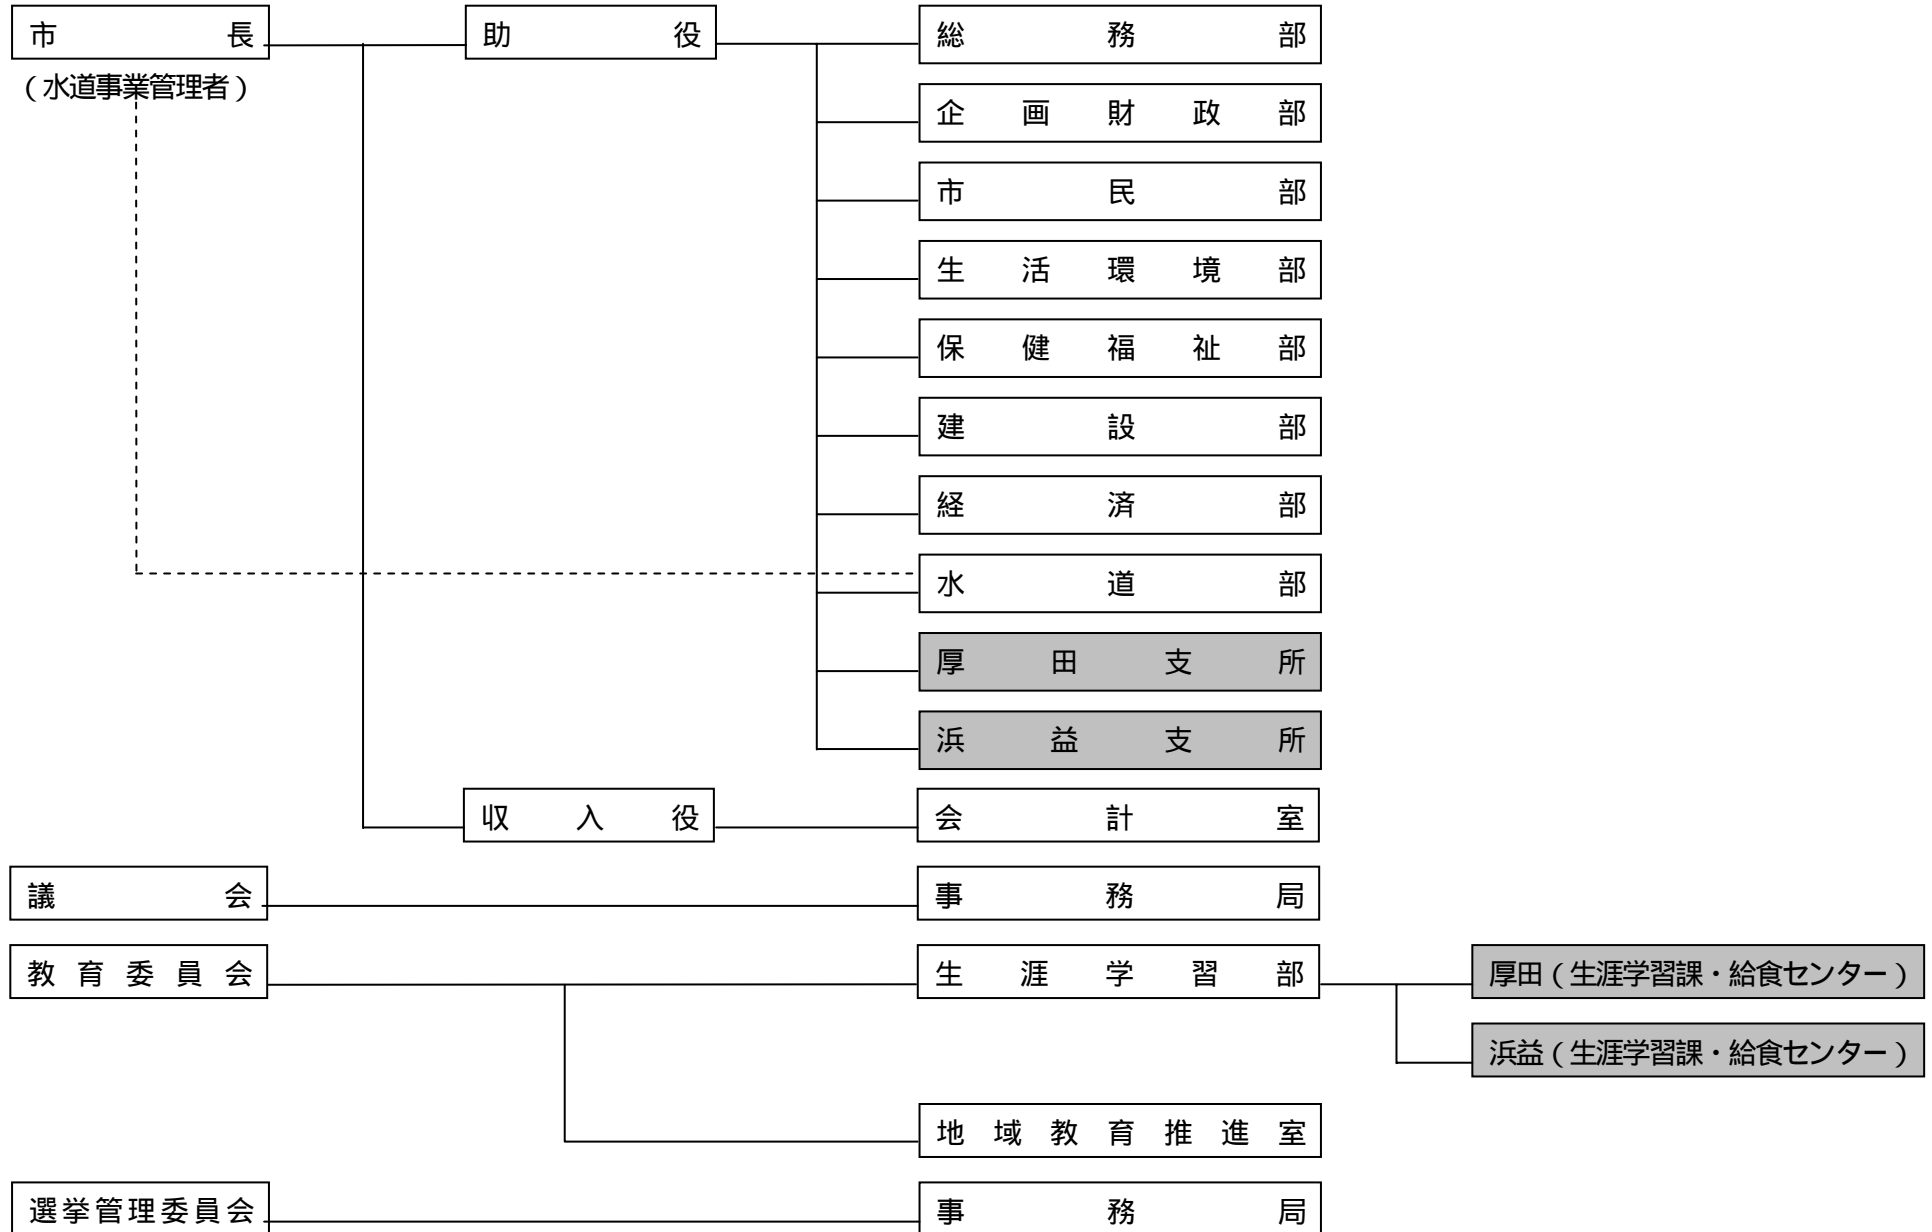 市長
助役
総務部
（水道事業管理者）
企画財政部
市民部
生活環境部
保健福祉部
建設部
経済部
水道部
厚田支所
浜益支所
収入役
会計室
議会
事務局
教育委員会
生涯学習部
厚田（生涯学習課・給食センター）
浜益（生涯学習課・給食センター）
地域教育推進室
選挙管理委員会
事務局